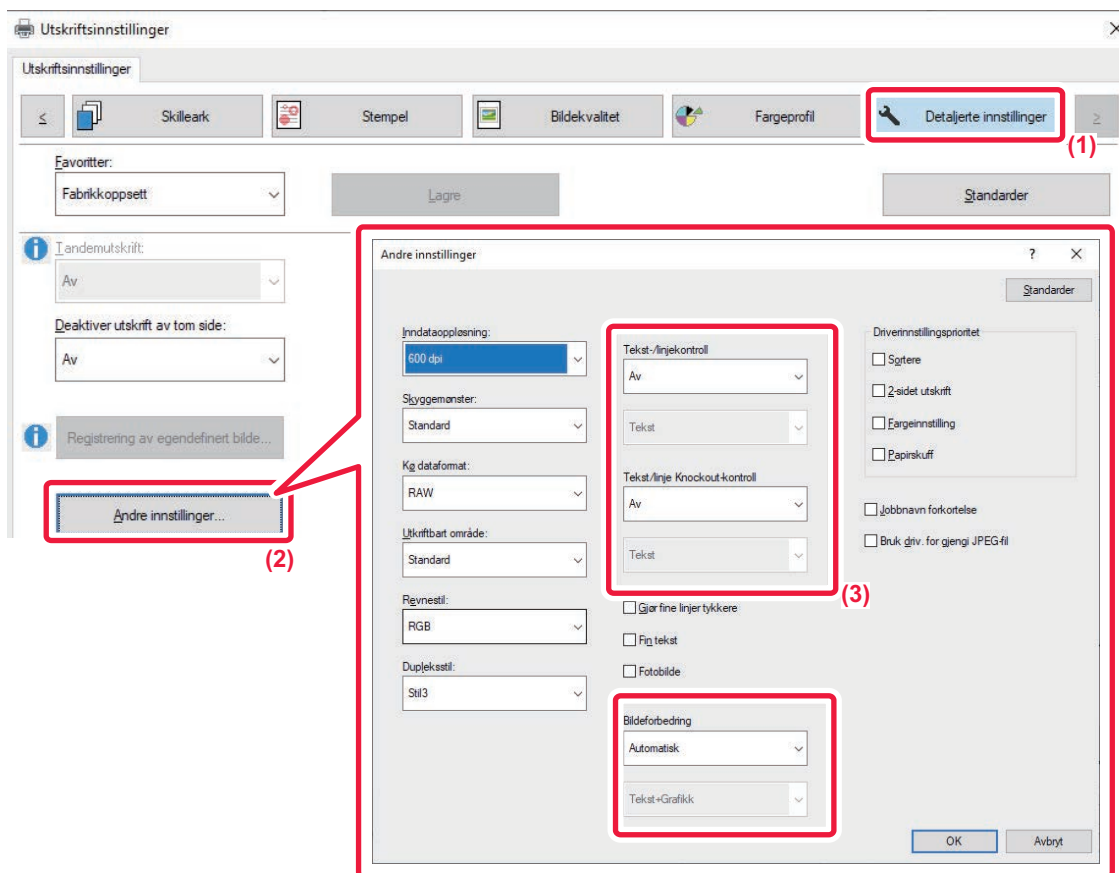 Utskriftsinnstillinger
Utskriftsinnstillinger
<
Skilleark
Stempel
Bildekvalitet
Fargeprofil
Detaljerte innstillinger
>
(1)
Favoritter:
Fabrikkoppsett
Lagre
Standarder
Tandemutskrift:
Av
Deaktiver utskrift av tom side:
Av
Registrering av egendefinert bilde...
Andre innstillinger...
(2)
Andre innstillinger
?
Standarder
Inndataoppløsning:
600 dpi
Skyggemønster:
Standard
Kø dataformat:
RAW
Utkriftbart område:
Standard
Revnestil:
RGB
Dupleksstil:
Stil3
Tekst-/linjekontroll
Av
Tekst
Tekst/linje Knockout-kontroll
Av
Tekst
(3)
Gjør fine linjer tykkere
Fin tekst
Fotobilde
Bildeforbedring
Automatisk
Tekst+Grafikk
Driverinnstillingsprioritet
Sortere
2-sidet utskrift
Fargeinnstilling
Papirskuff
Jobbnavn forkortelse
Bruk driv. for gjengi JPEG-fil
OK
Avbryt